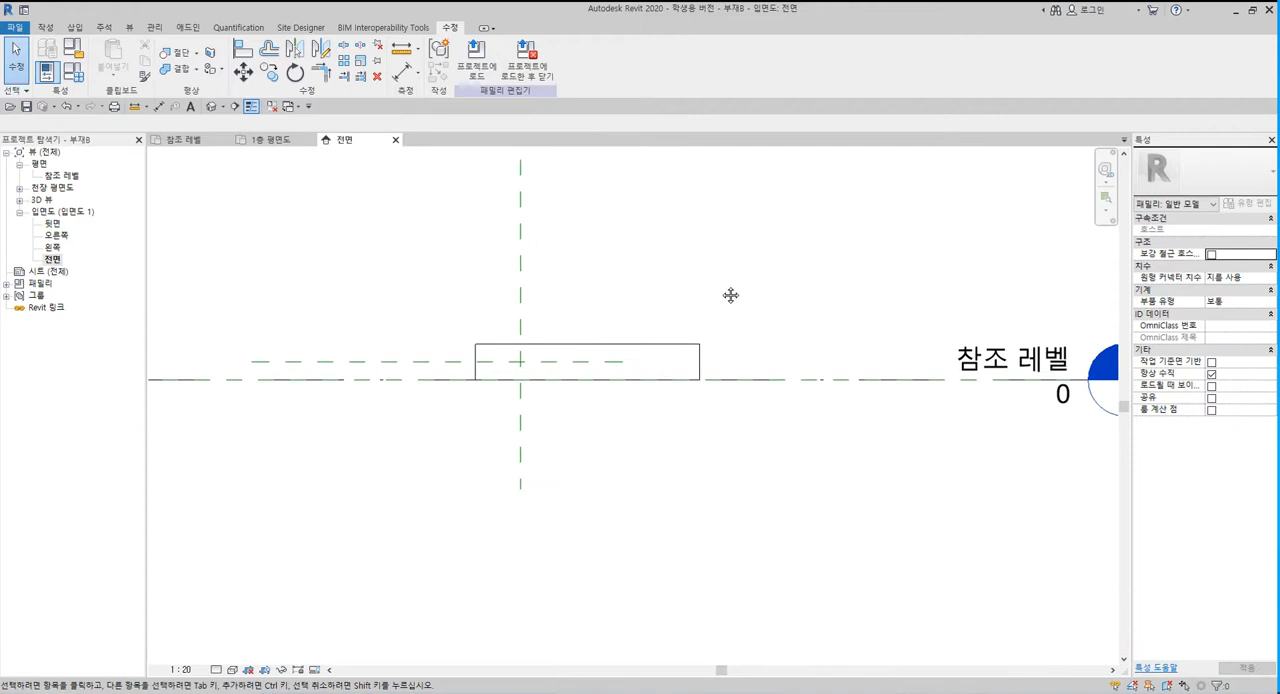 Autodesk Revit 2020 - 학생용 버전 - 부재B - 입면도: 전면
로그인
파일 작성 삽입 주석 뷰 관리 애드인 Quantification Site Designer BIM Interoperability Tools 수정
수정
붙여넣기
절단
결합
프로젝트에 로드
프로젝트에 로드한 후 닫기
선택 특성 클립보드 형상 수정 측정 작성 패밀리 편집기
프로젝트 탐색기 - 부재B
참조 레벨 1층 평면도 전면
뷰 (전체)
평면
참조 레벨
천장 평면도
3D 뷰
입면도 (입면도 1)
뒷면
오른쪽
왼쪽
전면
시트 (전체)
패밀리
그룹
Revit 링크
참조 레벨
0
2D
특성
R
패밀리: 일반 모델 유형 편집
구속조건
호스트
구조
보강 철근 호스...
치수
원형 커넥터 치수 지름 사용
기계
부품 유형 보통
ID 데이터
OmniClass 번호
OmniClass 제목
기타
작업 기준면 기반
항상 수직
로드될 때 보이...
공유
룸 계산 점
특성 도움말 적용
1 : 20
선택하려면 항목을 클릭하고, 다른 항목을 선택하려면 Tab 키, 추가하려면 Ctrl 키, 선택 취소하려면 Shift 키를 누르십시오.
:0